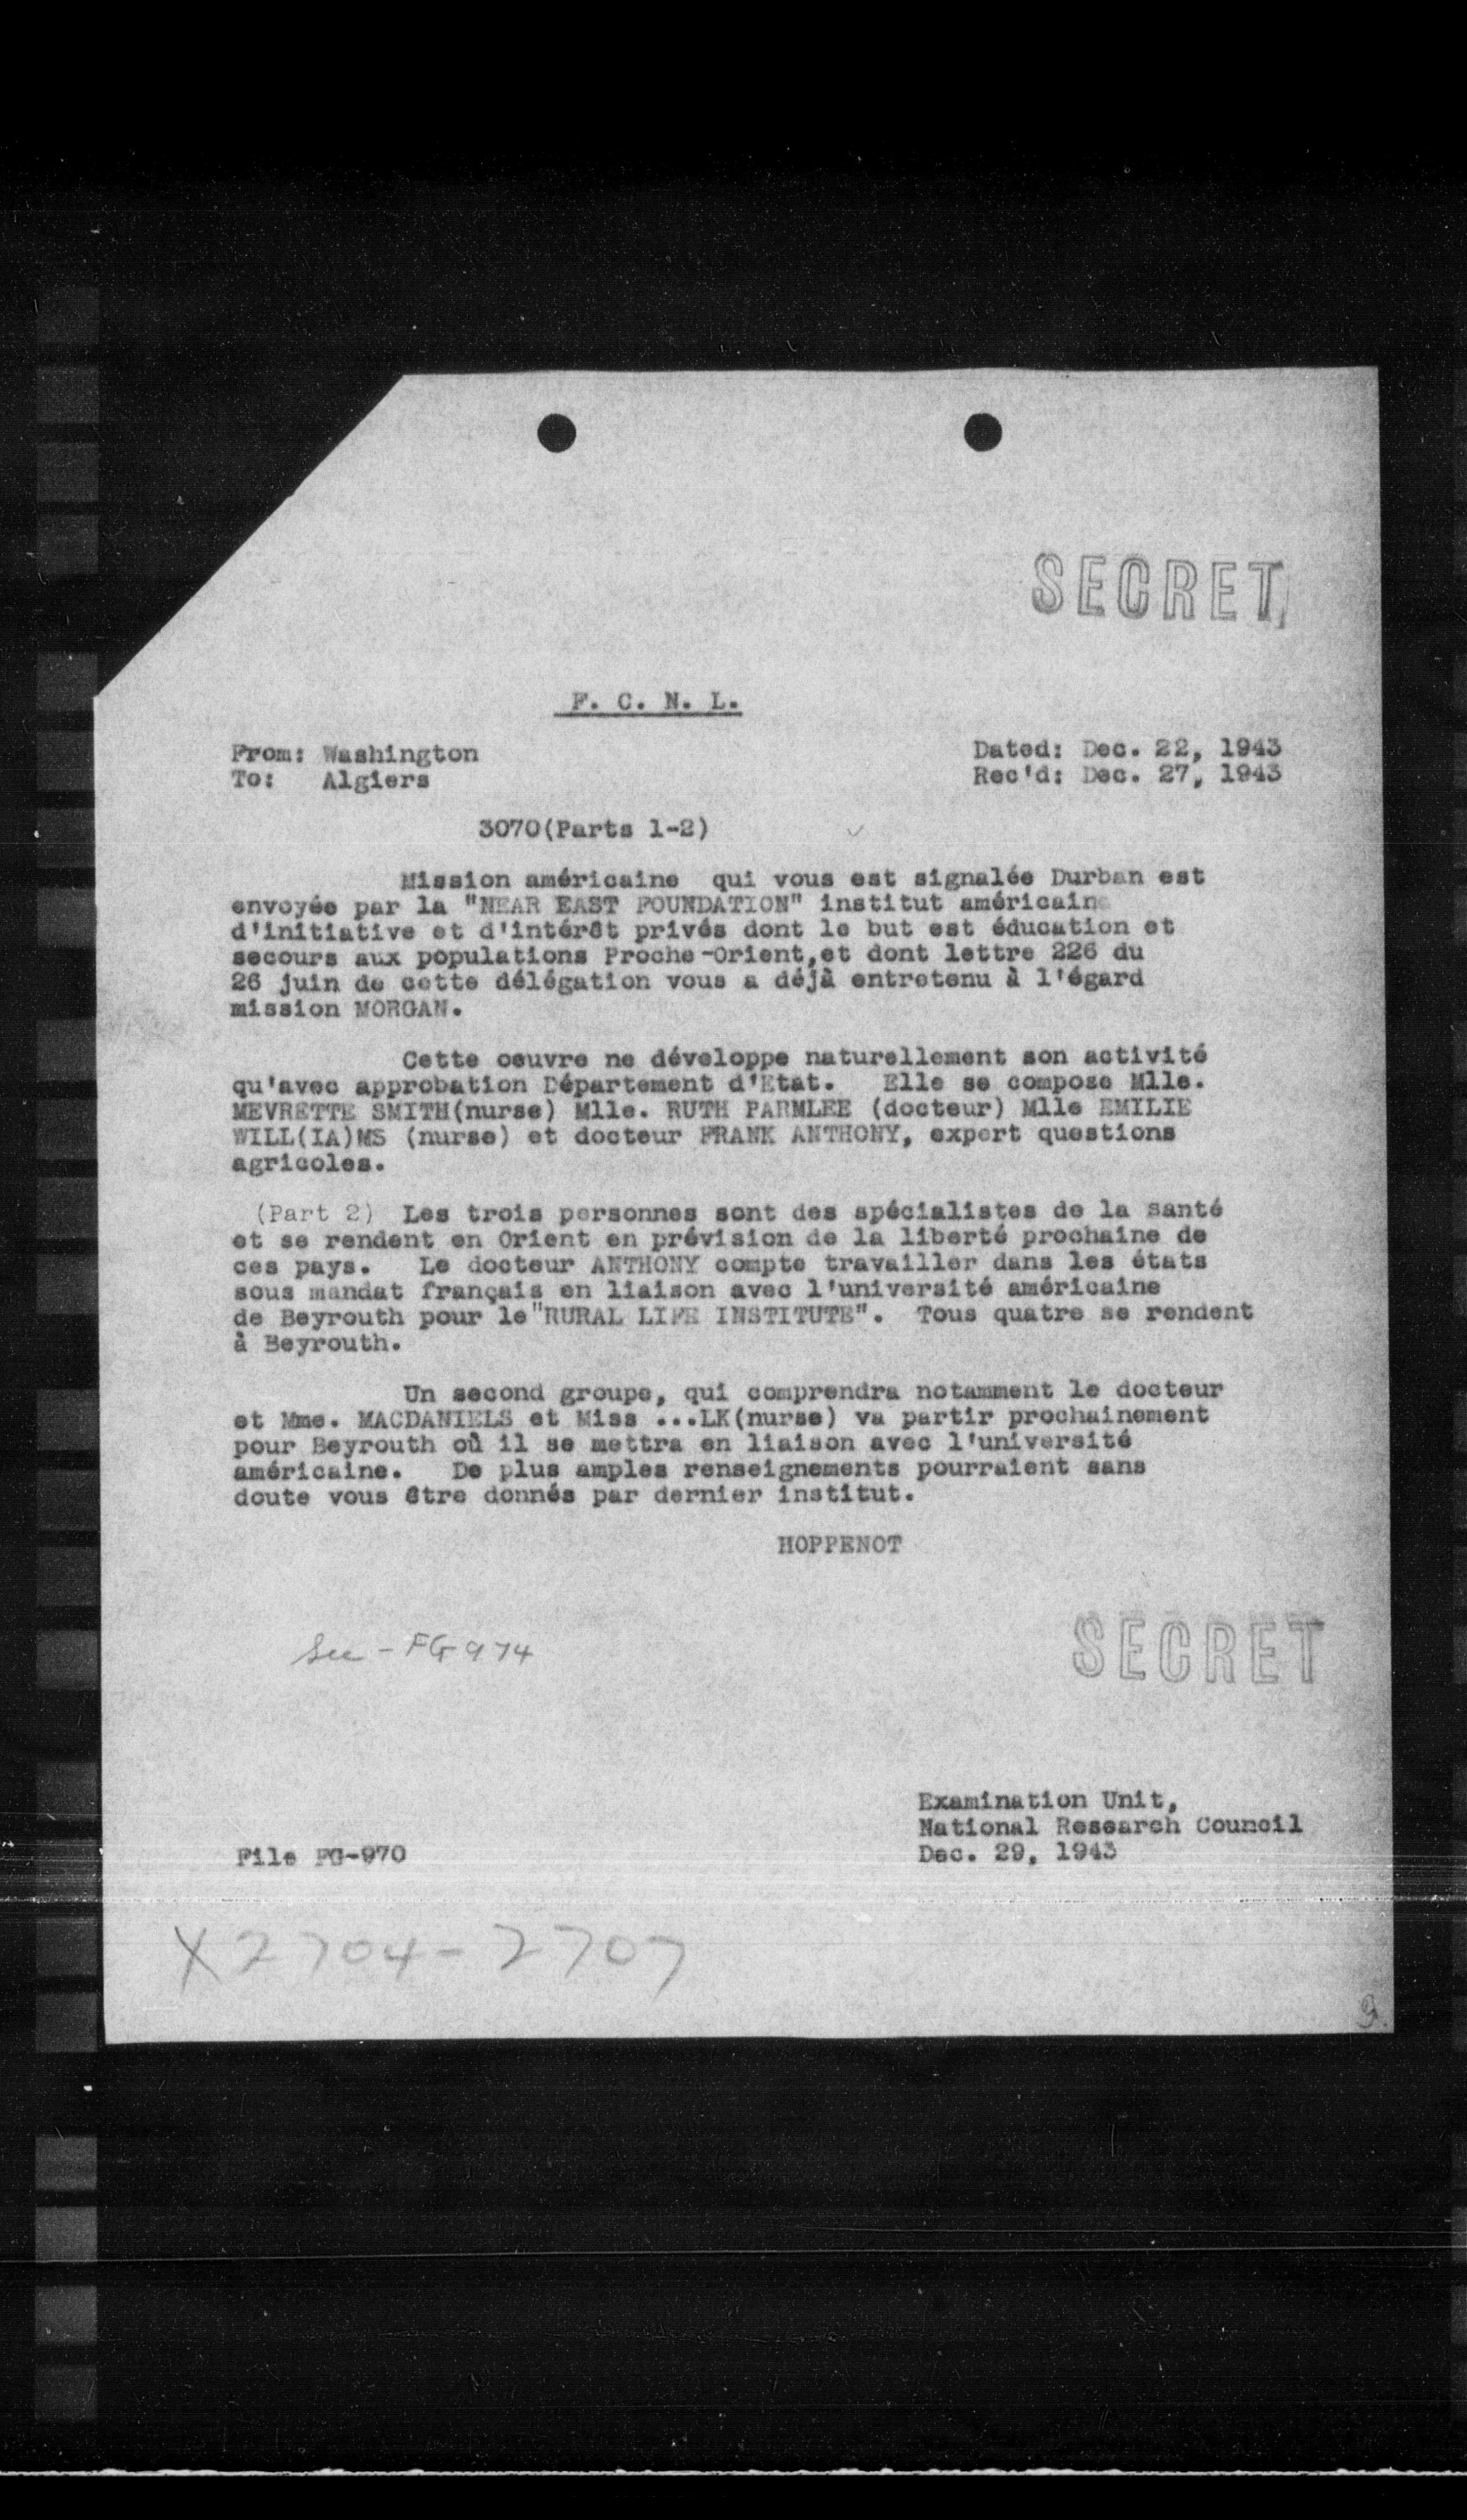 SECRET
F. C. N. L.
From: Washington
To: Algiers
Dated: Dec. 22, 1943
Rec'd: Dec. 27, 1943
3070(Parts 1-2)
Mission américaine qui vous est signalée Durban est
envoyée par la "NEAR EAST FOUNDATION" institut américain
d'initiative et d'intérêt privés dont le but est éducation et
secours aux populations Proche-Orient,et dont lettre 226 du
26 juin de cette délégation vous a déjà entretenu à l'égard
mission MORGAN.
Cette oeuvre ne développe naturellement son activité
qu'avec approbation Département d'Etat. Elle se compose Mlle.
MEVRETTE SMITH(nurse) Mlle. RUTH PARMLEE (docteur) Mlle EMILIE
WILL(IA)MS (nurse) et docteur FRANK ANTHONY, expert questions
agricoles.
(Part 2) Les trois personnes sont des spécialistes de la santé
et se rendent en Orient en prévision de la liberté prochaine de
ces pays. Le docteur ANTHONY compte travailler dans les états
sous mandat français en liaison avec l'université américaine
de Beyrouth pour le"RURAL LIFE INSTITUTE". Tous quatre se rendent
à Beyrouth.
Un second groupe, qui comprendra notamment le docteur
et Mme. MACDANIELS et Miss ...LK(nurse) va partir prochainement
pour Beyrouth où il se mettra en liaison avec l'université
américaine. De plus amples renseignements pourraient sans
doute vous être donnés par dernier institut.
HOPPENOT
See - FG 974
SECRET
Examination Unit,
National Research Council
Dec. 29, 1943
File FG-970
X2704-2707